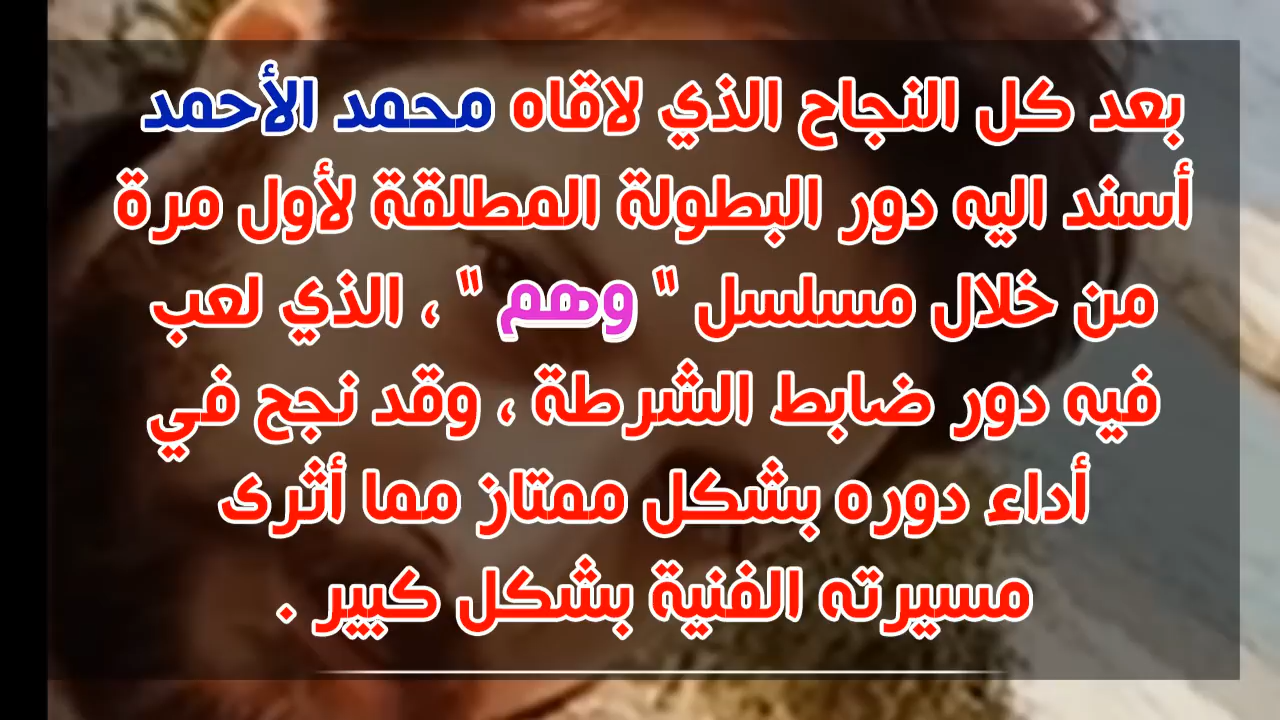 بعد كل النجاح الذي لاقاه محمد الأحمد
أسند اليه دور البطولة المطلقة لأول مرة
من خلال مسلسل " وهم " ، الذي لعب
فيه دور ضابط الشرطة ، وقد نجح في
أداء دوره بشكل ممتاز مما أثرى
مسيرته الفنية بشكل كبير .